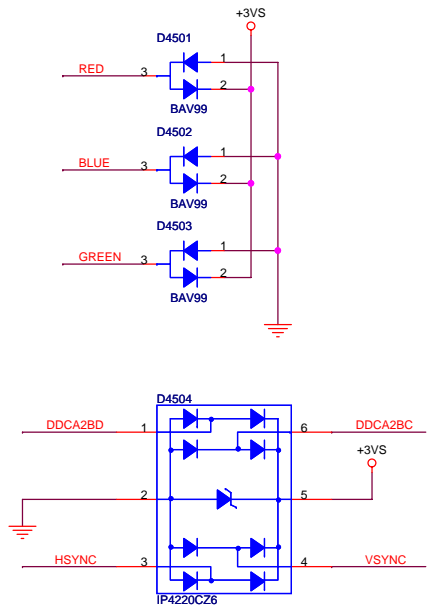 +3VS
D4501
RED
3
1
2
BAV99
D4502
BLUE
3
1
2
BAV99
D4503
GREEN
3
1
2
BAV99
D4504
DDCA2BD
1
6
DDCA2BC
+3VS
2
5
HSYNC
3
4
VSYNC
IP4220CZ6